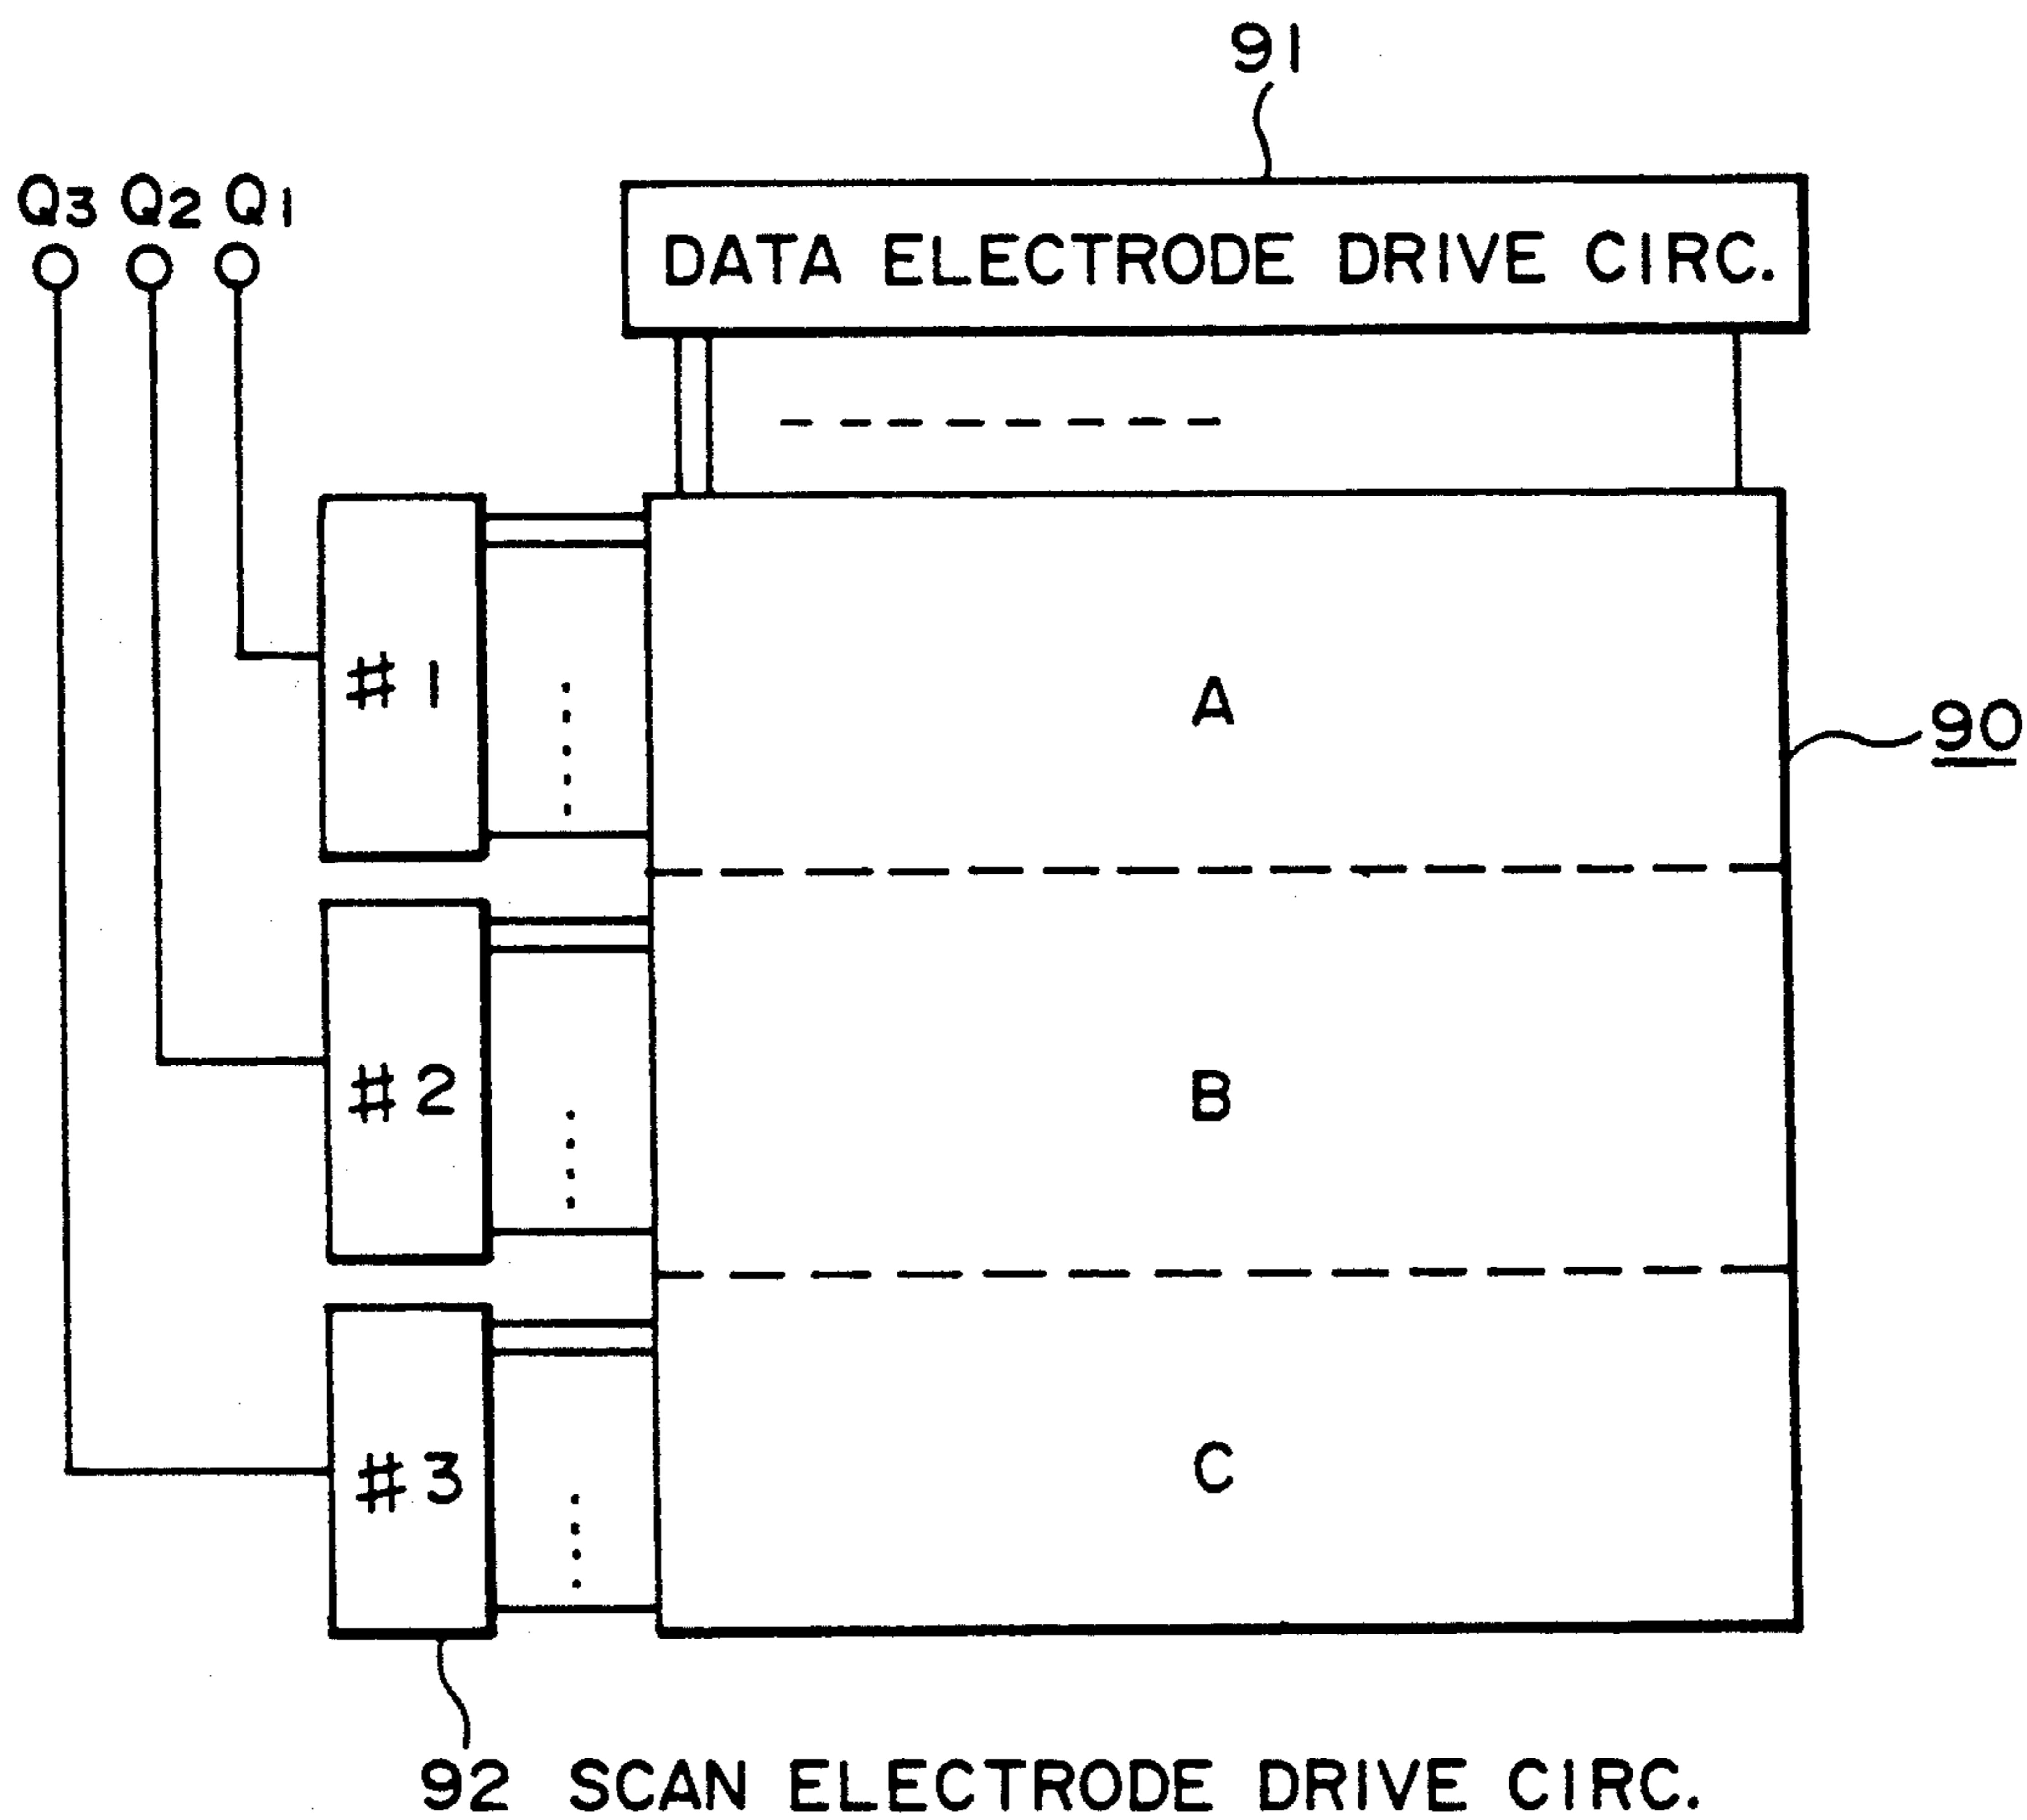 91
Q3 Q2 Q1
DATA ELECTRODE DRIVE CIRC.
#1
A
90
#2
B
#3
C
92 SCAN ELECTRODE DRIVE CIRC.